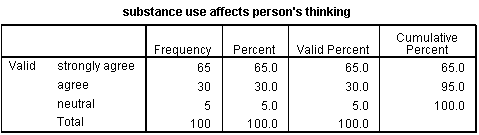 substance use affects person's thinking
Frequency Percent Valid Percent Cumulative Percent
Valid strongly agree 65 65.0 65.0 65.0
agree 30 30.0 30.0 95.0
neutral 5 5.0 5.0 100.0
Total 100 100.0 100.0